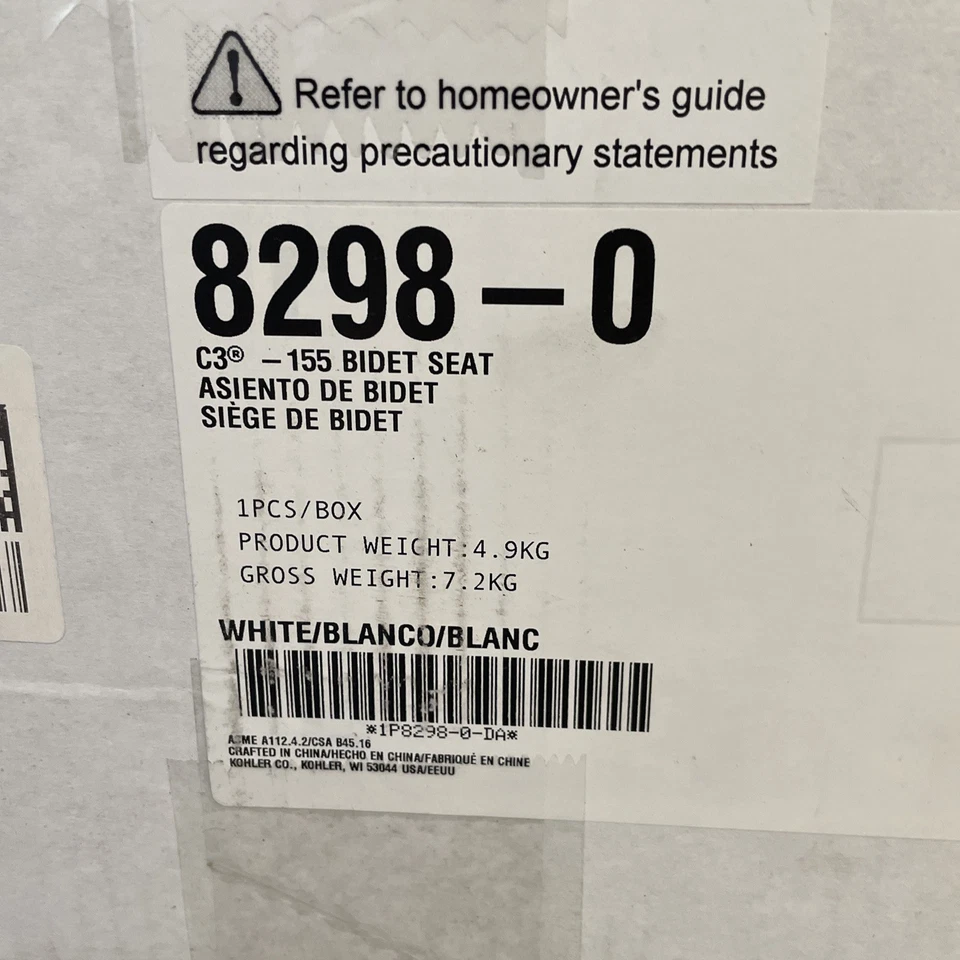 Refer to homeowner's guide
regarding precautionary statements
8298-0
C3® -155 BIDET SEAT
ASIENTO DE BIDET
SIÈGE DE BIDET
1PCS/BOX
PRODUCT WEIGHT:4.9KG
GROSS WEIGHT:7.2KG
WHITE/BLANCO/BLANC
*1P8298-0-DA*
ASME A112.4.2/CSA B45.16
CRAFTED IN CHINA/HECHO EN CHINA/FABRIQUÉ EN CHINE
KOHLER CO., KOHLER, WI 53044 USA/EEUU